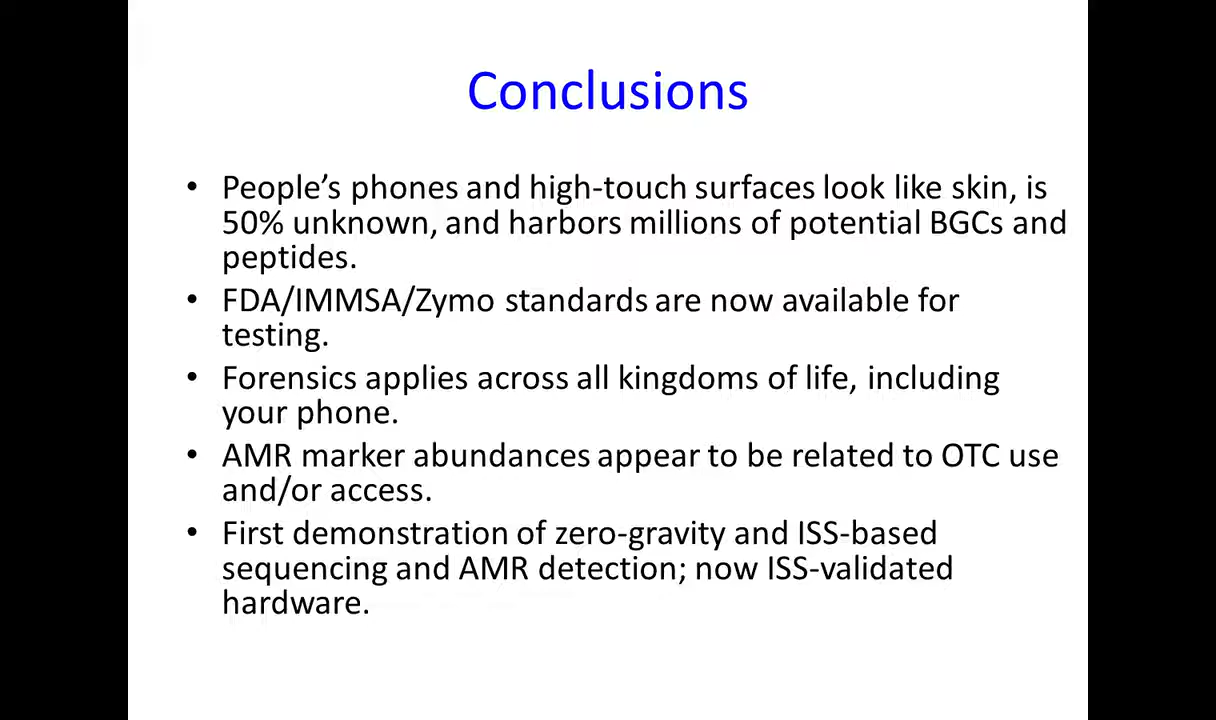 Conclusions
• People's phones and high-touch surfaces look like skin, is
50% unknown, and harbors millions of potential BGCs and
peptides.
• FDA/IMMSA/Zymo standards are now available for
testing.
• Forensics applies across all kingdoms of life, including
your phone.
• AMR marker abundances appear to be related to OTC use
and/or access.
• First demonstration of zero-gravity and ISS-based
sequencing and AMR detection; now ISS-validated
hardware.